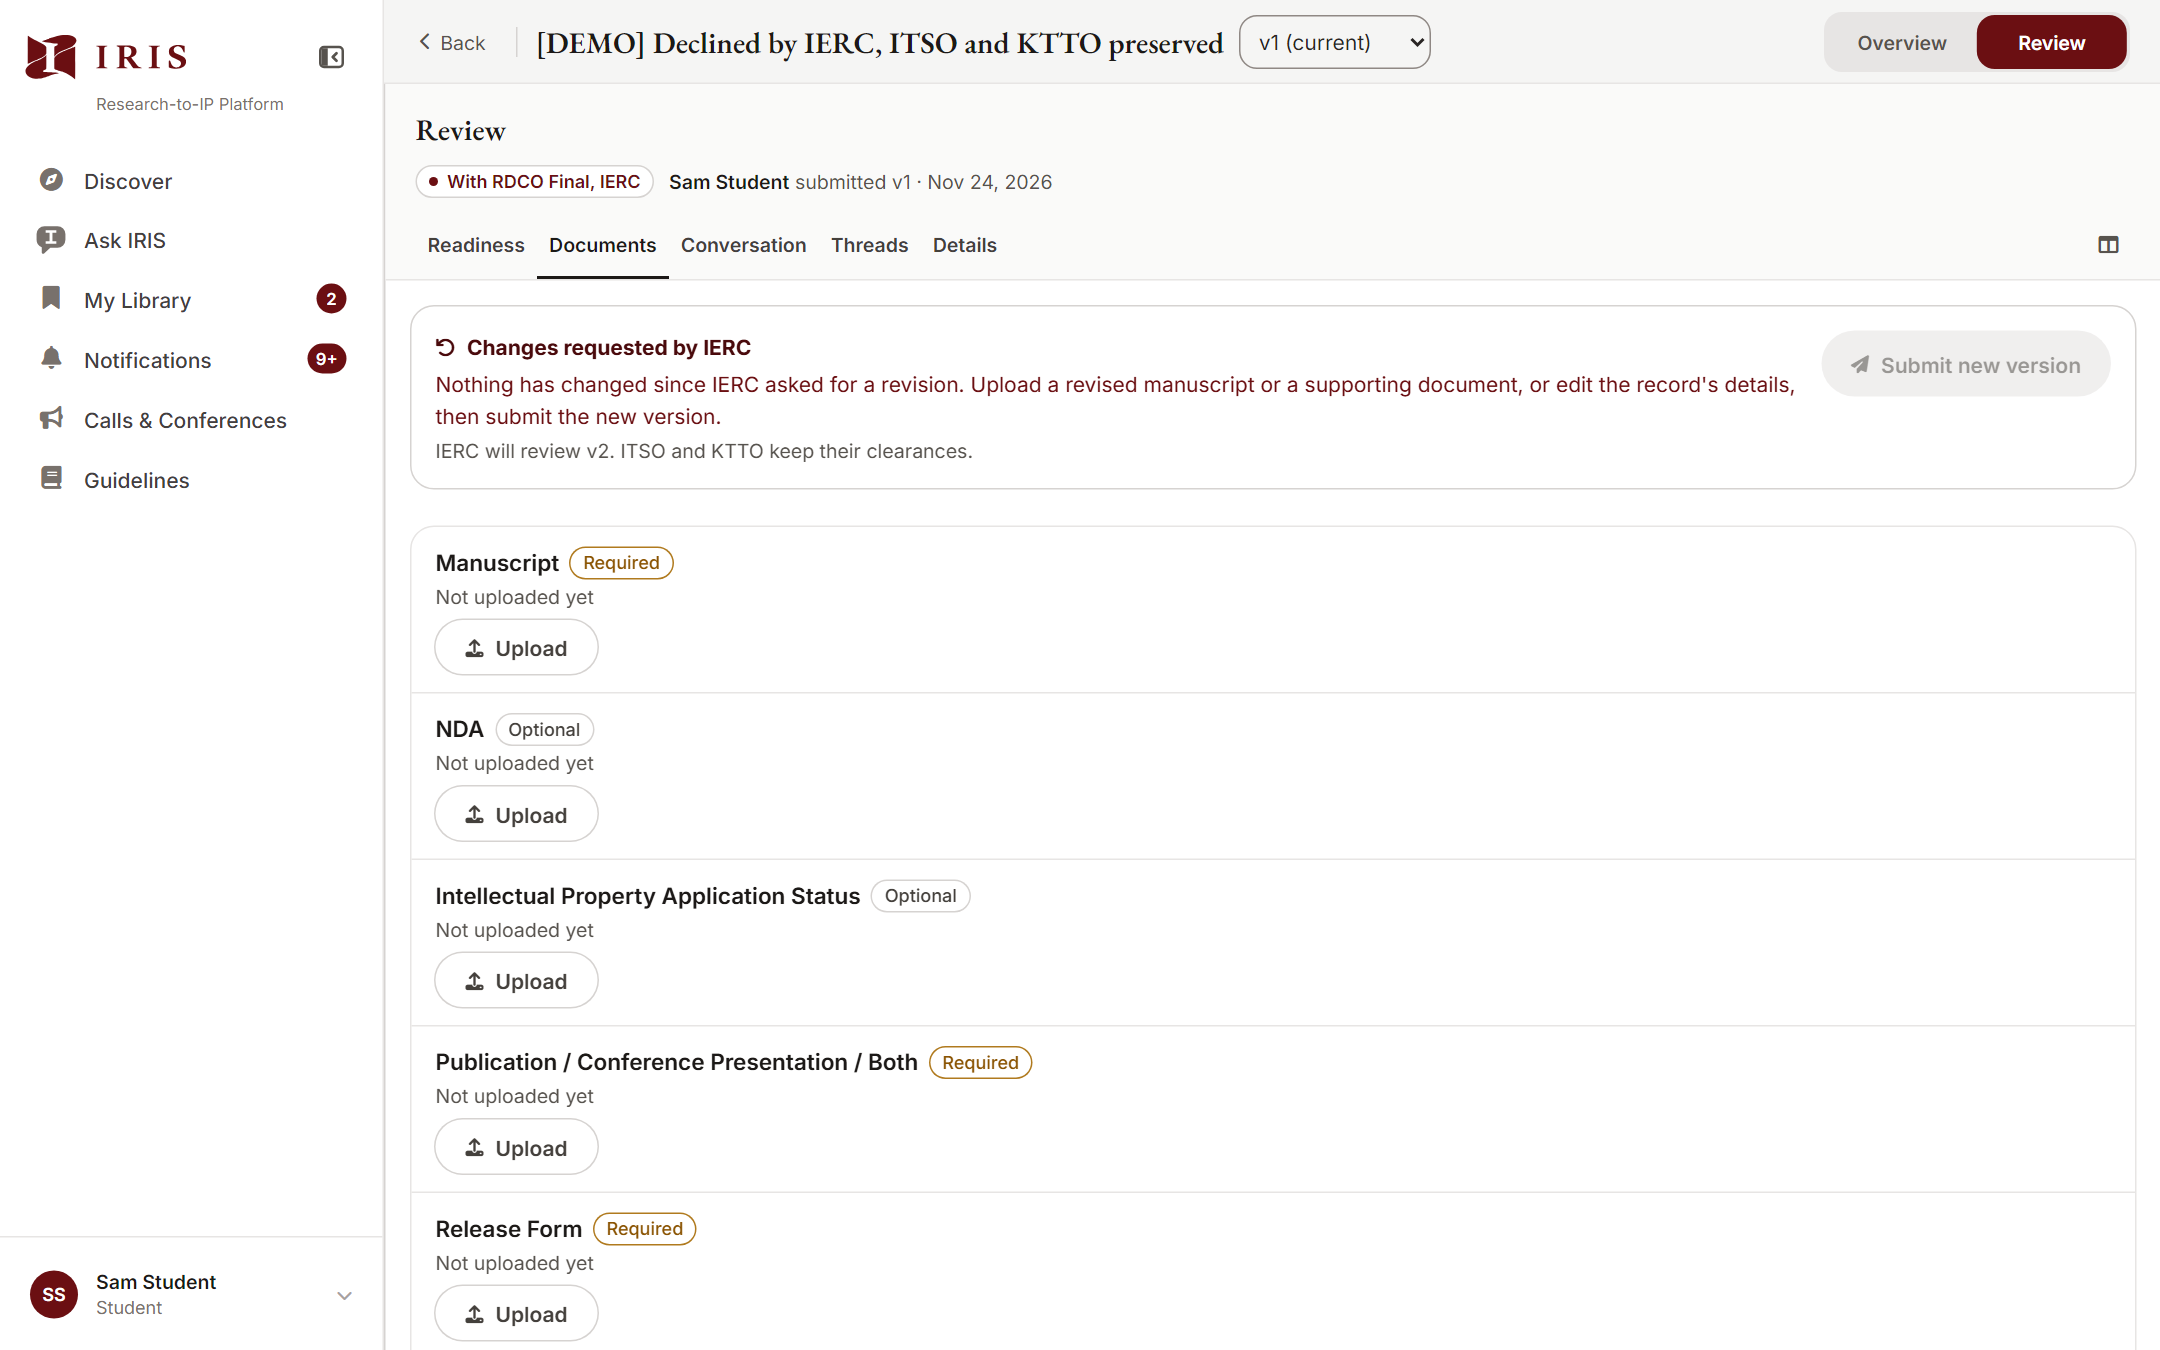 IRIS
Research-to-IP Platform
Discover
Ask IRIS
My Library 2
Notifications 9+
Calls & Conferences
Guidelines
SS
Sam Student
Student
Back
[DEMO] Declined by IERC, ITSO and KTTO preserved
v1 (current)
Overview
Review
Review
With RDCO Final, IERC
Sam Student submitted v1 · Nov 24, 2026
Readiness
Documents
Conversation
Threads
Details
Changes requested by IERC
Nothing has changed since IERC asked for a revision. Upload a revised manuscript or a supporting document, or edit the record's details,
then submit the new version.
IERC will review v2. ITSO and KTTO keep their clearances.
Submit new version
Manuscript Required
Not uploaded yet
Upload
NDA Optional
Not uploaded yet
Upload
Intellectual Property Application Status Optional
Not uploaded yet
Upload
Publication / Conference Presentation / Both Required
Not uploaded yet
Upload
Release Form Required
Not uploaded yet
Upload